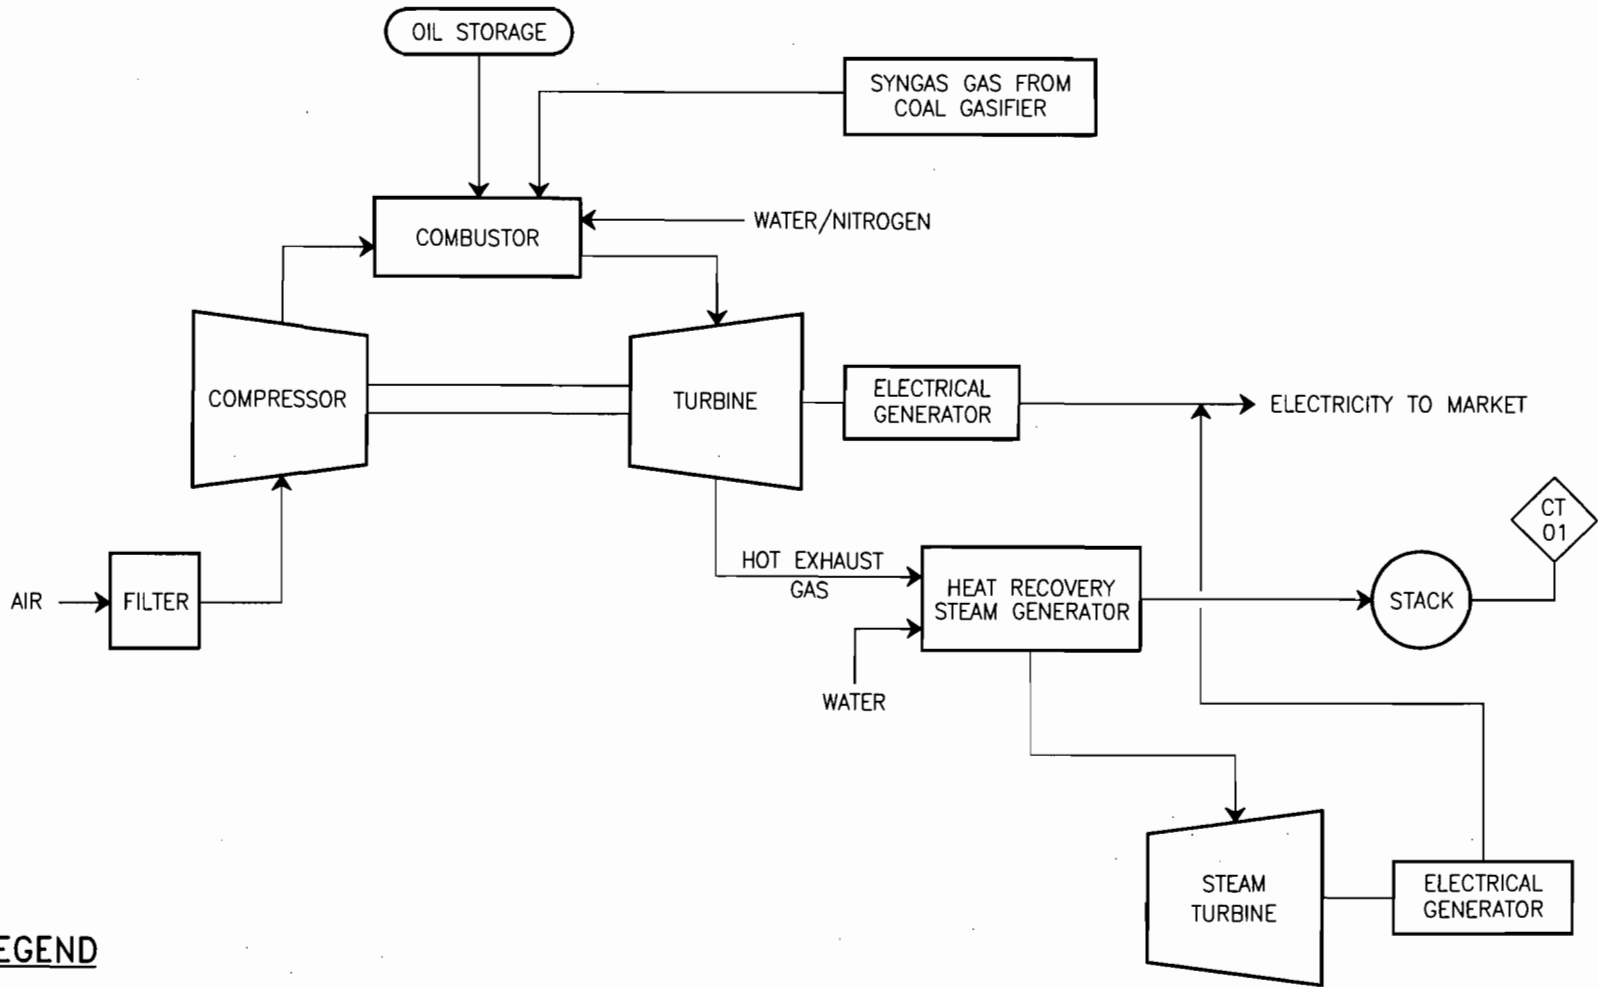 OIL STORAGE
SYNGAS GAS FROM
COAL GASIFIER
COMBUSTOR
WATER/NITROGEN
COMPRESSOR
TURBINE
ELECTRICAL
GENERATOR
ELECTRICITY TO MARKET
CT
01
HOT EXHAUST
GAS
AIR
FILTER
HEAT RECOVERY
STEAM GENERATOR
STACK
WATER
STEAM
TURBINE
ELECTRICAL
GENERATOR
EGEND